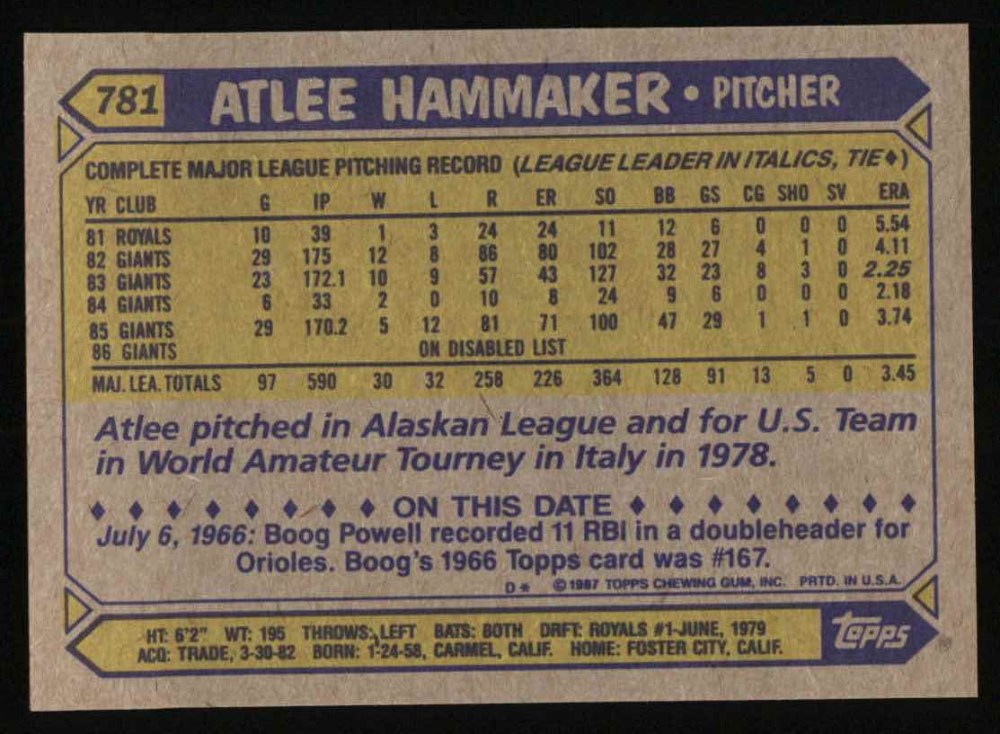 781 ATLEE HAMMAKER • PITCHER
COMPLETE MAJOR LEAGUE PITCHING RECORD (LEAGUE LEADER IN ITALICS, TIE♦)
YR CLUB G IP W L R ER SO BB GS CG SHO SV ERA
81 ROYALS 10 39 1 3 24 24 11 12 6 0 0 0 5.54
82 GIANTS 29 175 12 8 86 80 102 28 27 4 1 0 4.11
83 GIANTS 23 172.1 10 9 57 43 127 32 23 8 3 0 2.25
84 GIANTS 6 33 2 0 10 8 24 9 6 0 0 0 2.18
85 GIANTS 29 170.2 5 12 81 71 100 47 29 1 1 0 3.74
86 GIANTS ON DISABLED LIST
MAJ. LEA. TOTALS 97 590 30 32 258 226 364 128 91 13 5 0 3.45
Atlee pitched in Alaskan League and for U.S. Team
in World Amateur Tourney in Italy in 1978.
♦ ♦ ♦ ♦ ♦ ♦ ♦ ♦ ON THIS DATE ♦ ♦ ♦ ♦ ♦ ♦ ♦ ♦
July 6, 1966: Boog Powell recorded 11 RBI in a doubleheader for
Orioles. Boog's 1966 Topps card was #167.
D* ©1987 TOPPS CHEWING GUM, INC. PRTD. IN U.S.A.
HT: 6'2" WT: 195 THROWS: LEFT BATS: BOTH DRFT: ROYALS #1-JUNE, 1979
ACQ: TRADE, 3-30-82 BORN: 1-24-58, CARMEL, CALIF. HOME: FOSTER CITY, CALIF.
Topps